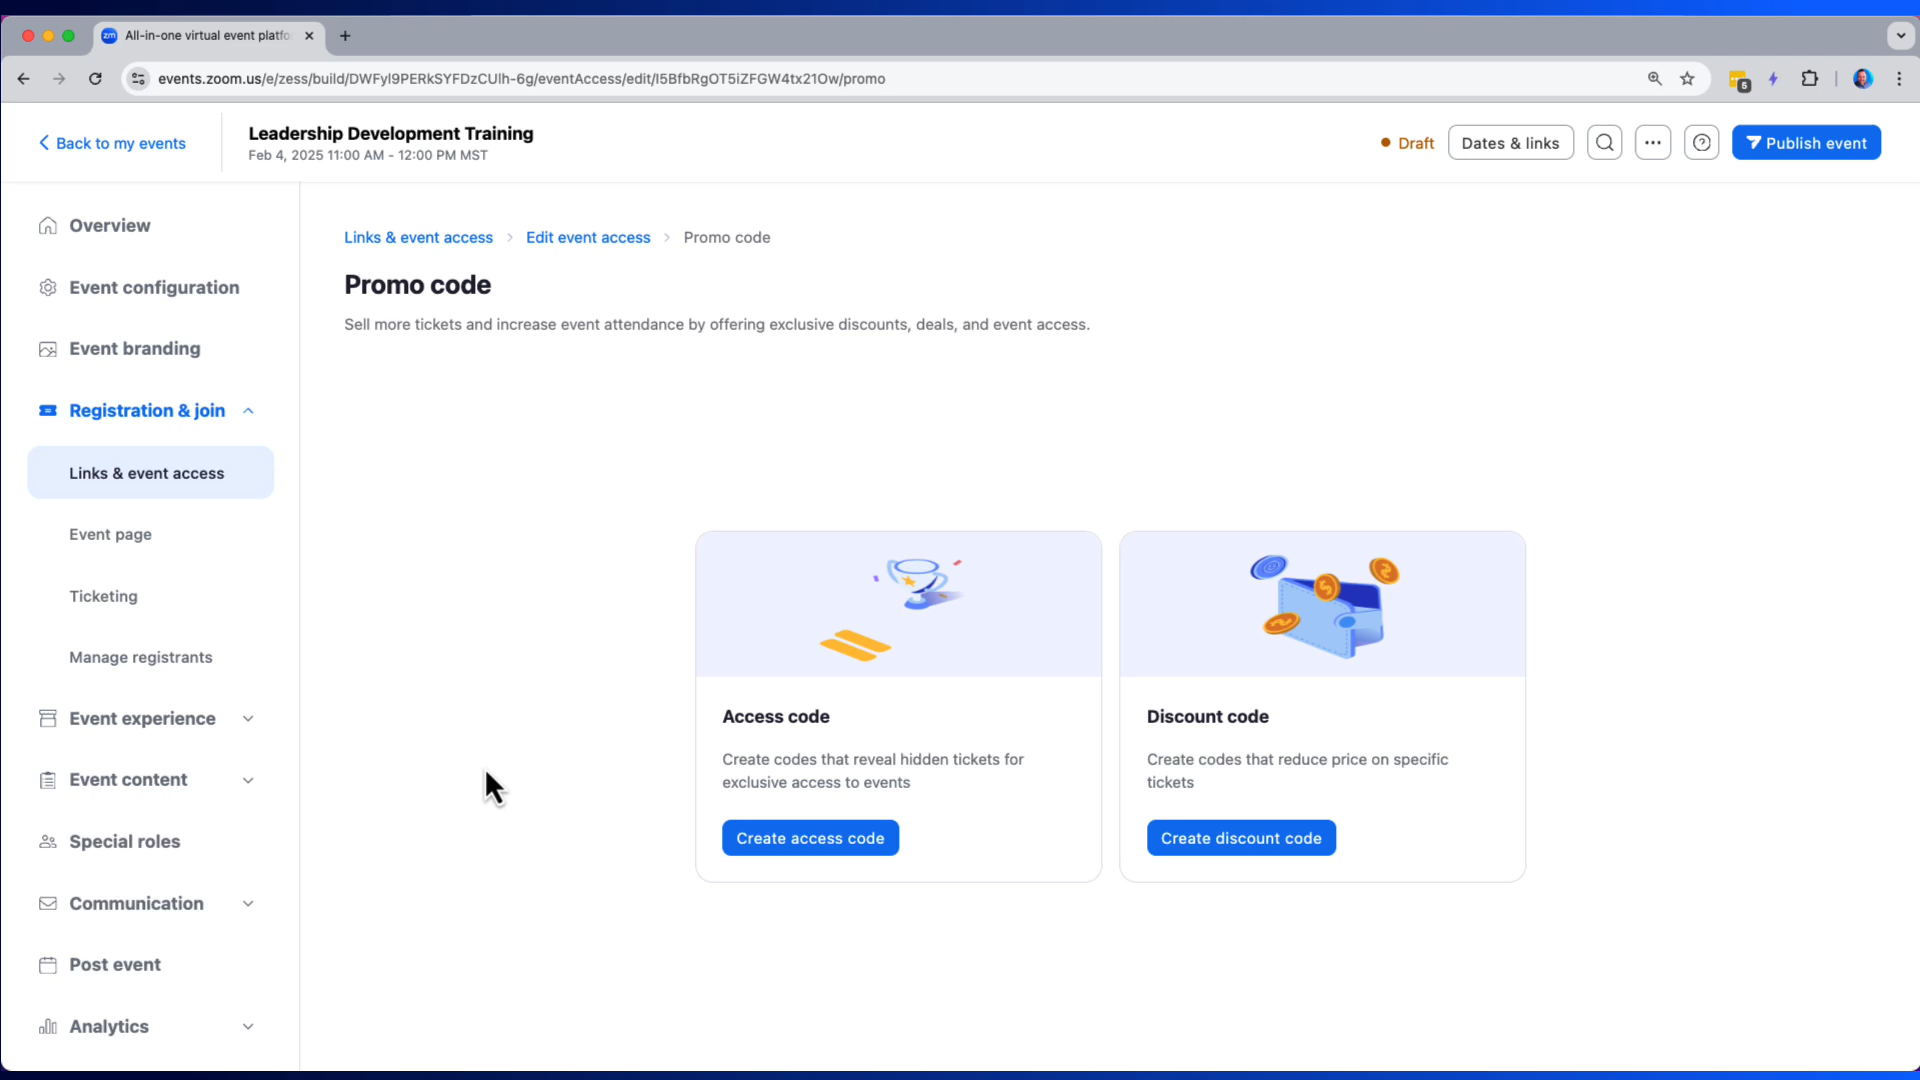 zm All-in-one virtual event platfo
events.zoom.us/e/zess/build/DWFyl9PERkSYFDzCUlh-6g/eventAccess/edit/I5BfbRgOT5iZFGW4tx21Ow/promo
5
Back to my events
Leadership Development Training
Feb 4, 2025 11:00 AM - 12:00 PM MST
Draft
Dates & links
Publish event
Overview
Event configuration
Event branding
Registration & join
Links & event access
Event page
Ticketing
Manage registrants
Event experience
Event content
Special roles
Communication
Post event
Analytics
Links & event access > Edit event access > Promo code
Promo code
Sell more tickets and increase event attendance by offering exclusive discounts, deals, and event access.
Access code
Create codes that reveal hidden tickets for
exclusive access to events
Create access code
Discount code
Create codes that reduce price on specific
tickets
Create discount code